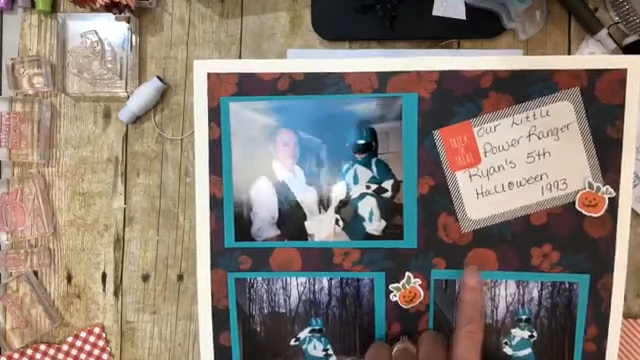 TRICK
OR
TREAT
Our Little
Power Ranger
Ryan's 5th
Halloween
1993